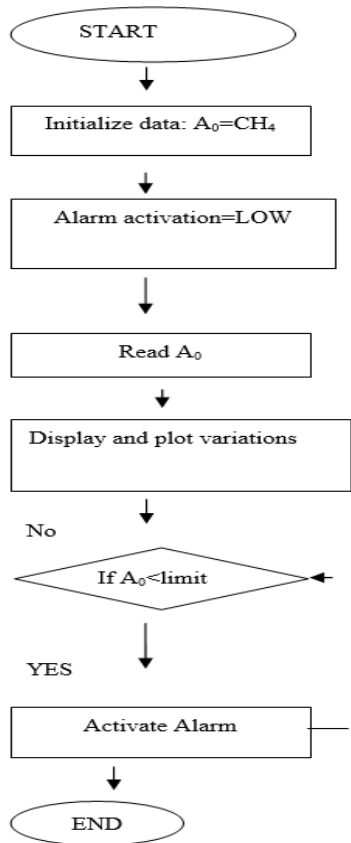 START
Initialize data: A₀=CH₄
Alarm activation=LOW
Read A₀
Display and plot variations
No
If A₀<limit
YES
Activate Alarm
END